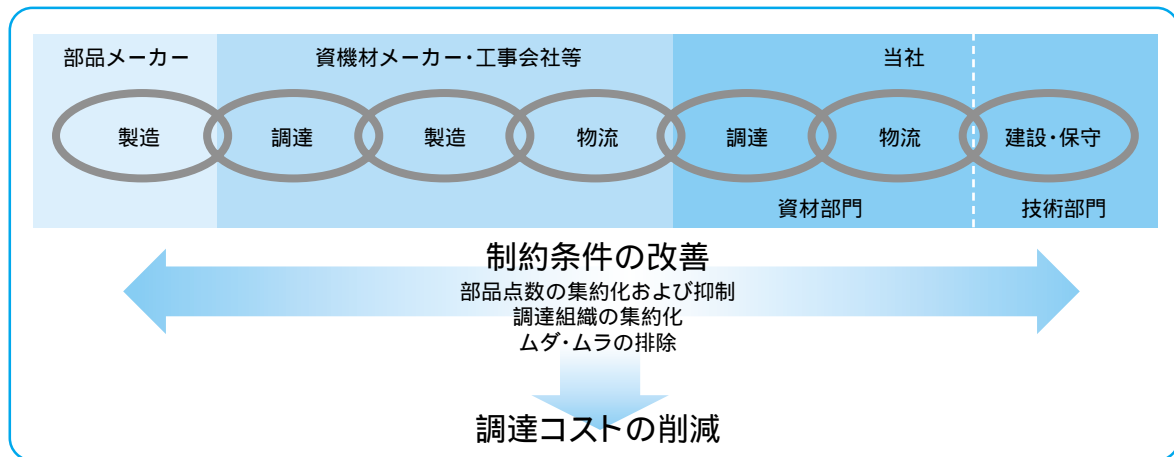 部品メーカー
資機材メーカー・工事会社等
当社
製造
調達
製造
物流
調達
物流
建設・保守
資材部門
技術部門
制約条件の改善
部品点数の集約化および抑制
調達組織の集約化
ムダ・ムラの排除
調達コストの削減